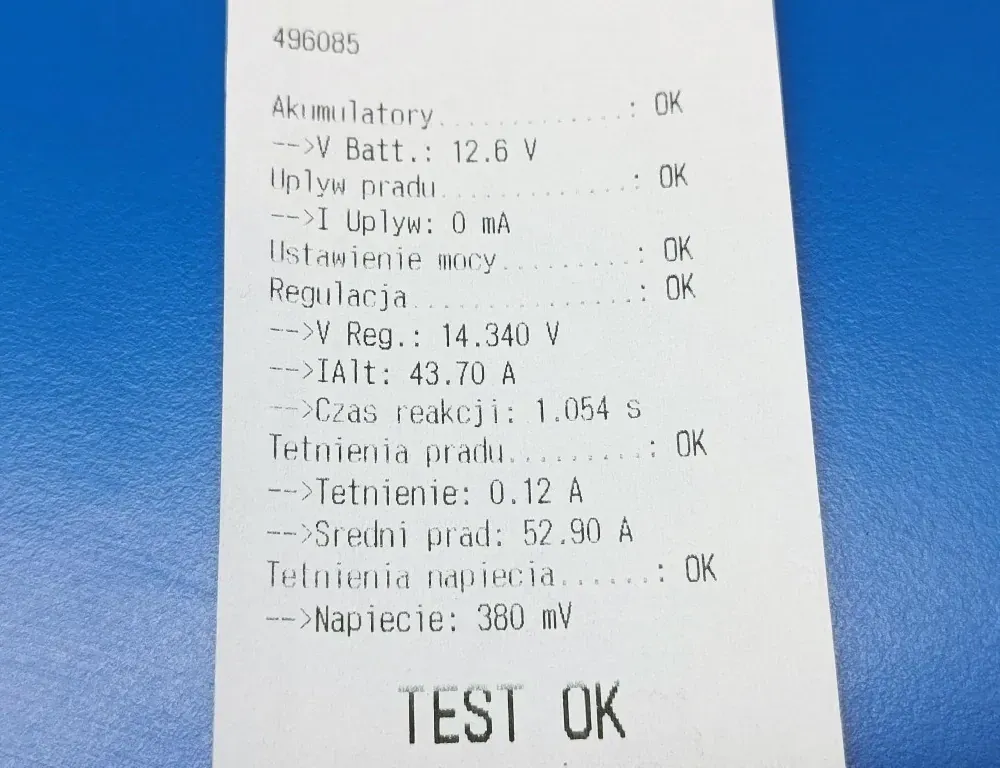 496085
Akumulatory............: OK
-->V Batt.: 12.6 V
Uplyw pradu............: OK
-->I Uplyw: 0 mA
Ustawienie mocy.........: OK
Regulacja..............: OK
-->V Reg.: 14.340 V
-->IAlt: 43.70 A
-->Czas reakcji: 1.054 s
Tetnienia pradu.........: OK
-->Tetnienie: 0.12 A
-->Sredni prad: 52.90 A
Tetnienia napiecia......: OK
-->Napiecie: 380 mV
TEST OK